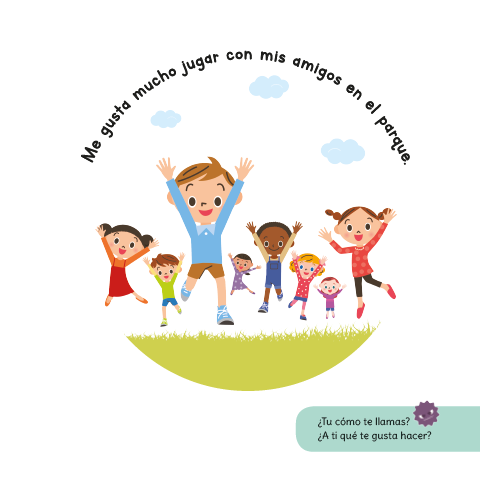 Me gusta mucho jugar con mis amigos en el parque.
¿Tu cómo te llamas?
¿A ti qué te gusta hacer?